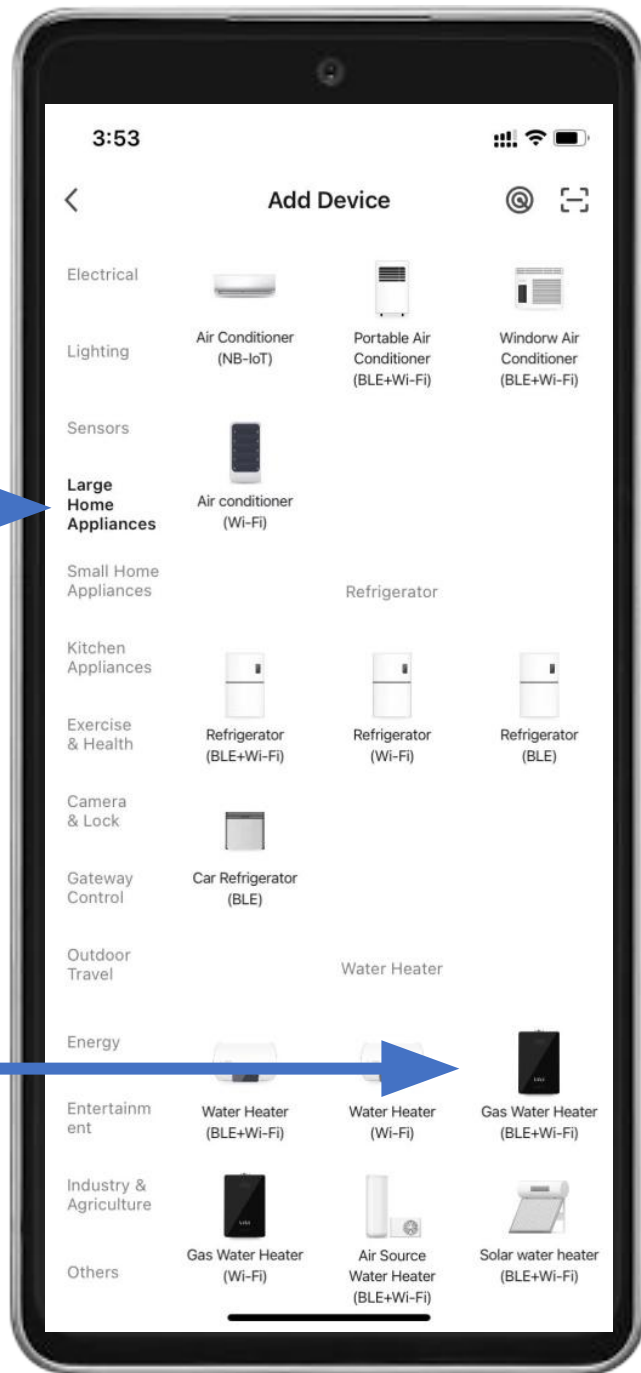 3:53
Add Device
Electrical
Lighting
Sensors
Large
Home
Appliances
Small Home
Appliances
Kitchen
Appliances
Exercise
& Health
Camera
& Lock
Gateway
Control
Outdoor
Travel
Energy
Entertainm
ent
Industry &
Agriculture
Others
Air Conditioner
(NB-IoT)
Portable Air
Conditioner
(BLE+Wi-Fi)
Windorw Air
Conditioner
(BLE+Wi-Fi)
Air conditioner
(Wi-Fi)
Refrigerator
Refrigerator
(BLE+Wi-Fi)
Refrigerator
(Wi-Fi)
Refrigerator
(BLE)
Car Refrigerator
(BLE)
Water Heater
Water Heater
(BLE+Wi-Fi)
Water Heater
(Wi-Fi)
Gas Water Heater
(BLE+Wi-Fi)
Gas Water Heater
(Wi-Fi)
Air Source
Water Heater
(BLE+Wi-Fi)
Solar water heater
(BLE+Wi-Fi)